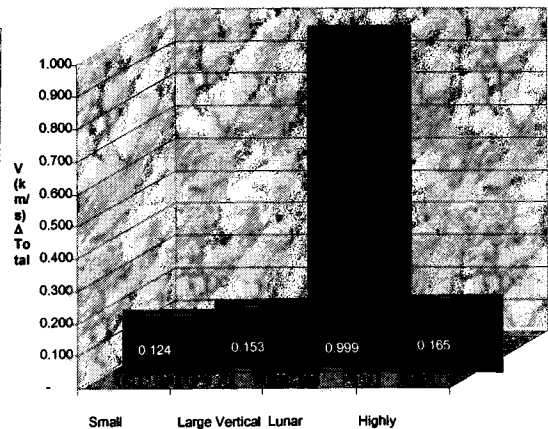 1.000
0.900
0.800
0.700
0.600
0.500
0.400
0.300
0.200
0.100
-
V
(k
m/
s) Δ
To
tal
0.124 0.153 0.999 0.165
Small Large Vertical Lunar Highly